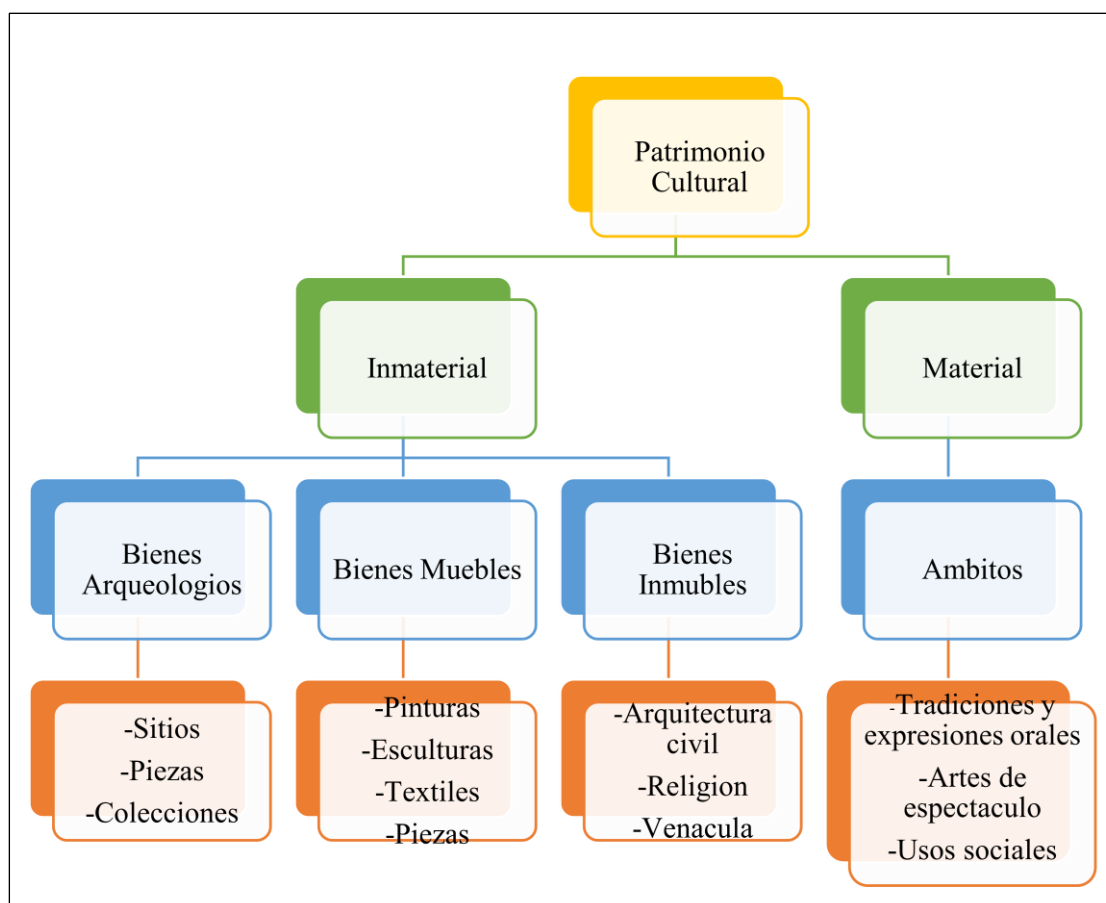 Patrimonio
Cultural
Inmaterial
Material
Bienes
Arqueologios
Bienes Muebles
Bienes
Inmubles
Ambitos
-Sitios
-Piezas
-Colecciones
-Pinturas
-Esculturas
-Textiles
-Piezas
-Arquitectura
civil
-Religion
-Venacula
-Tradiciones y
expresiones orales
-Artes de
espectaculo
-Usos sociales